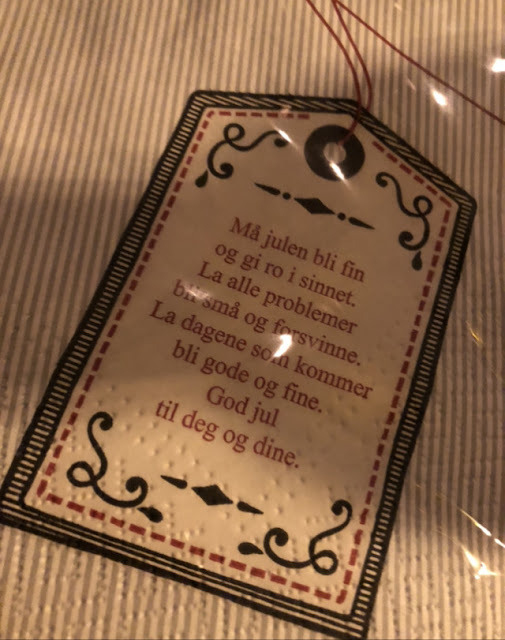 Må julen bli fin
og gi ro i sinnet.
La alle problemer
bli små og forsvinne.
La dagene som kommer
bli gode og fine.
God jul
til deg og dine.